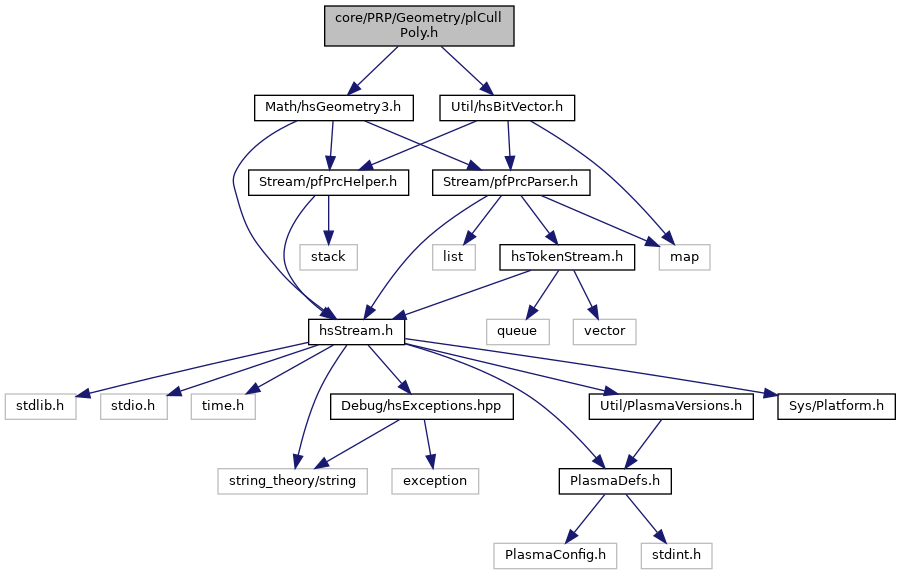 core/PRP/Geometry/plCull
Poly.h
Math/hsGeometry3.h
Util/hsBitVector.h
Stream/pfPrcHelper.h
Stream/pfPrcParser.h
stack
list
hsTokenStream.h
map
hsStream.h
queue
vector
stdlib.h
stdio.h
time.h
Debug/hsExceptions.hpp
Util/PlasmaVersions.h
Sys/Platform.h
string_theory/string
exception
PlasmaDefs.h
PlasmaConfig.h
stdint.h